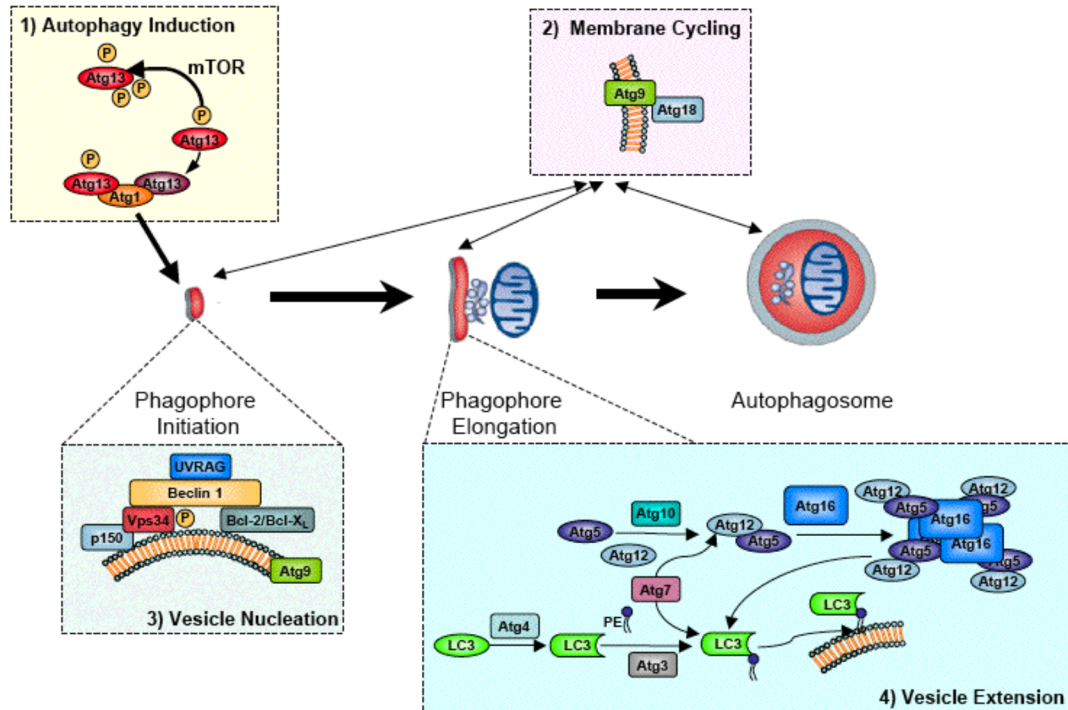 1) Autophagy Induction
P
Atg13
P
P
mTOR
P
Atg13
P
Atg13
Atg13
Atg1
2) Membrane Cycling
Atg9
Atg18
Phagophore
Initiation
Phagophore
Elongation
Autophagosome
UVRAG
Beclin 1
Vps34
P
Bcl-2/Bcl-XL
p150
Atg9
3) Vesicle Nucleation
Atg5
Atg10
Atg12
Atg12
Atg5
Atg16
Atg12
Atg5
Atg12
Atg5
Atg16
Atg16
Atg5
Atg12
Atg5
Atg12
Atg7
LC3
Atg4
LC3
PE
Atg3
LC3
LC3
4) Vesicle Extension